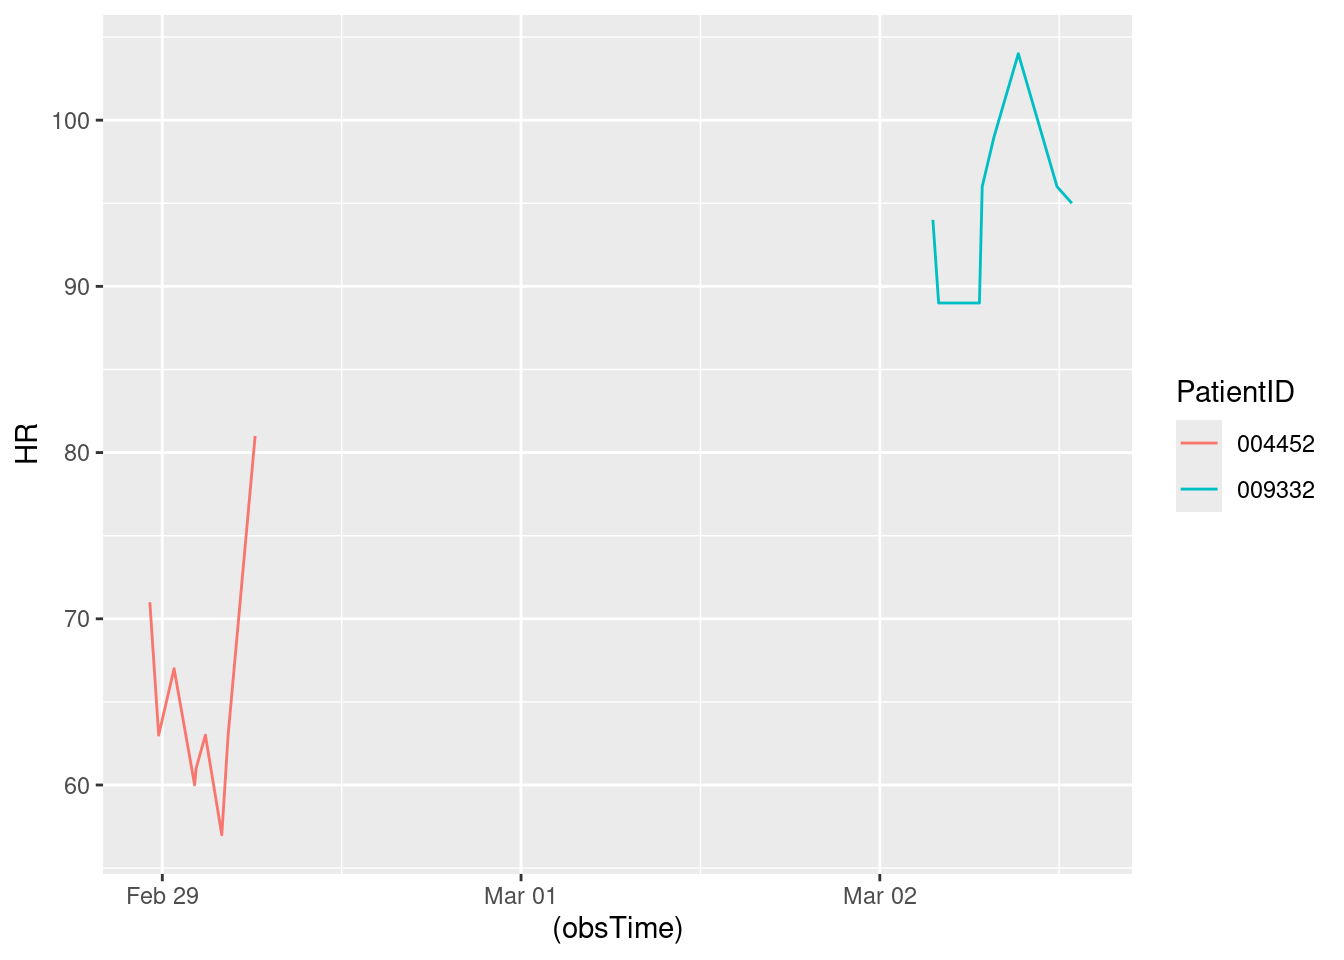 100
90
80
70
60
HR
Feb 29
Mar 01
Mar 02
(obsTime)
PatientID
004452
009332